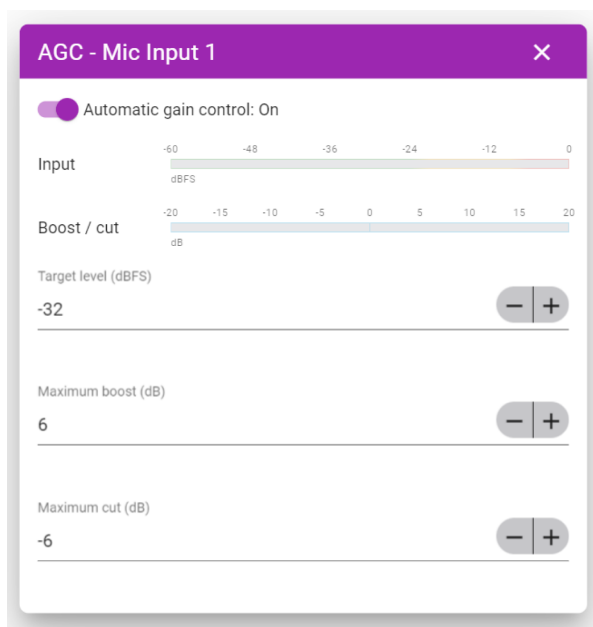 AGC - Mic Input 1
Automatic gain control: On
-60 -48 -36 -24 -12 0
Input
dBFS
-20 -15 -10 -5 0 5 10 15 20
Boost / cut
dB
Target level (dBFS)
-32
Maximum boost (dB)
6
Maximum cut (dB)
-6